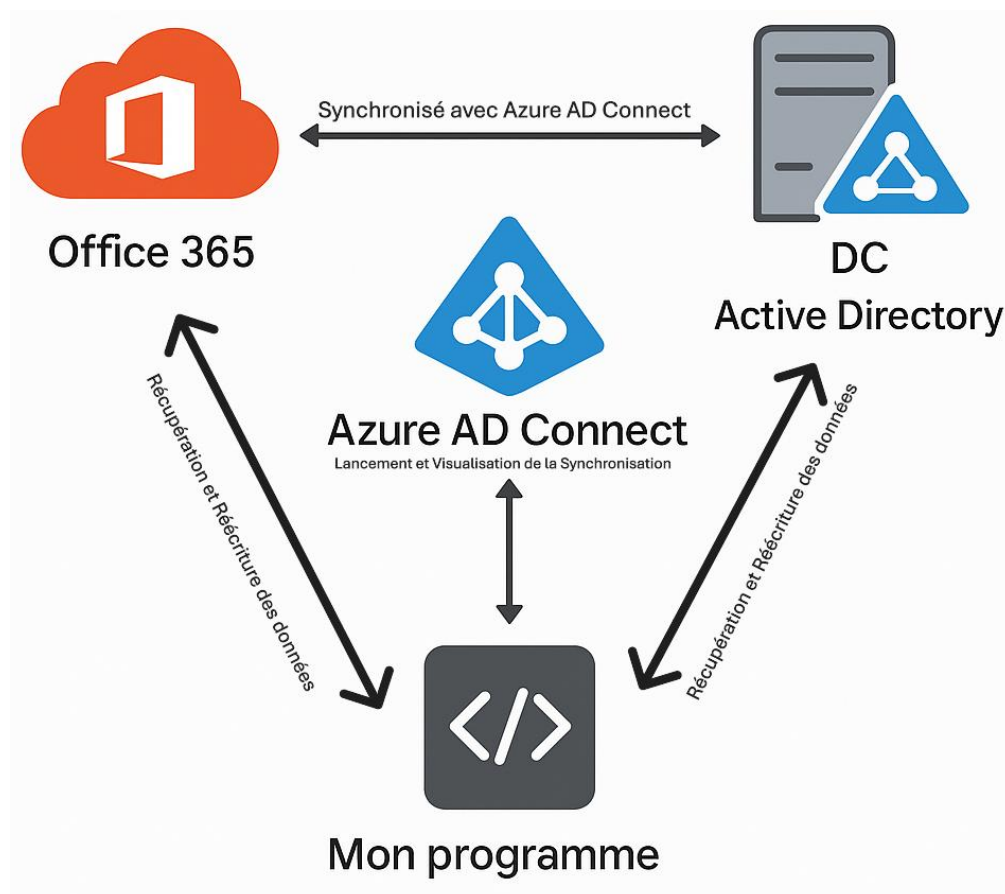 Synchronisé avec Azure AD Connect
Office 365
DC
Active Directory
Azure AD Connect
Lancement et Visualisation de la Synchronisation
Récupération et Réécriture des données
Récupération et Réécriture des données
</>
Mon programme